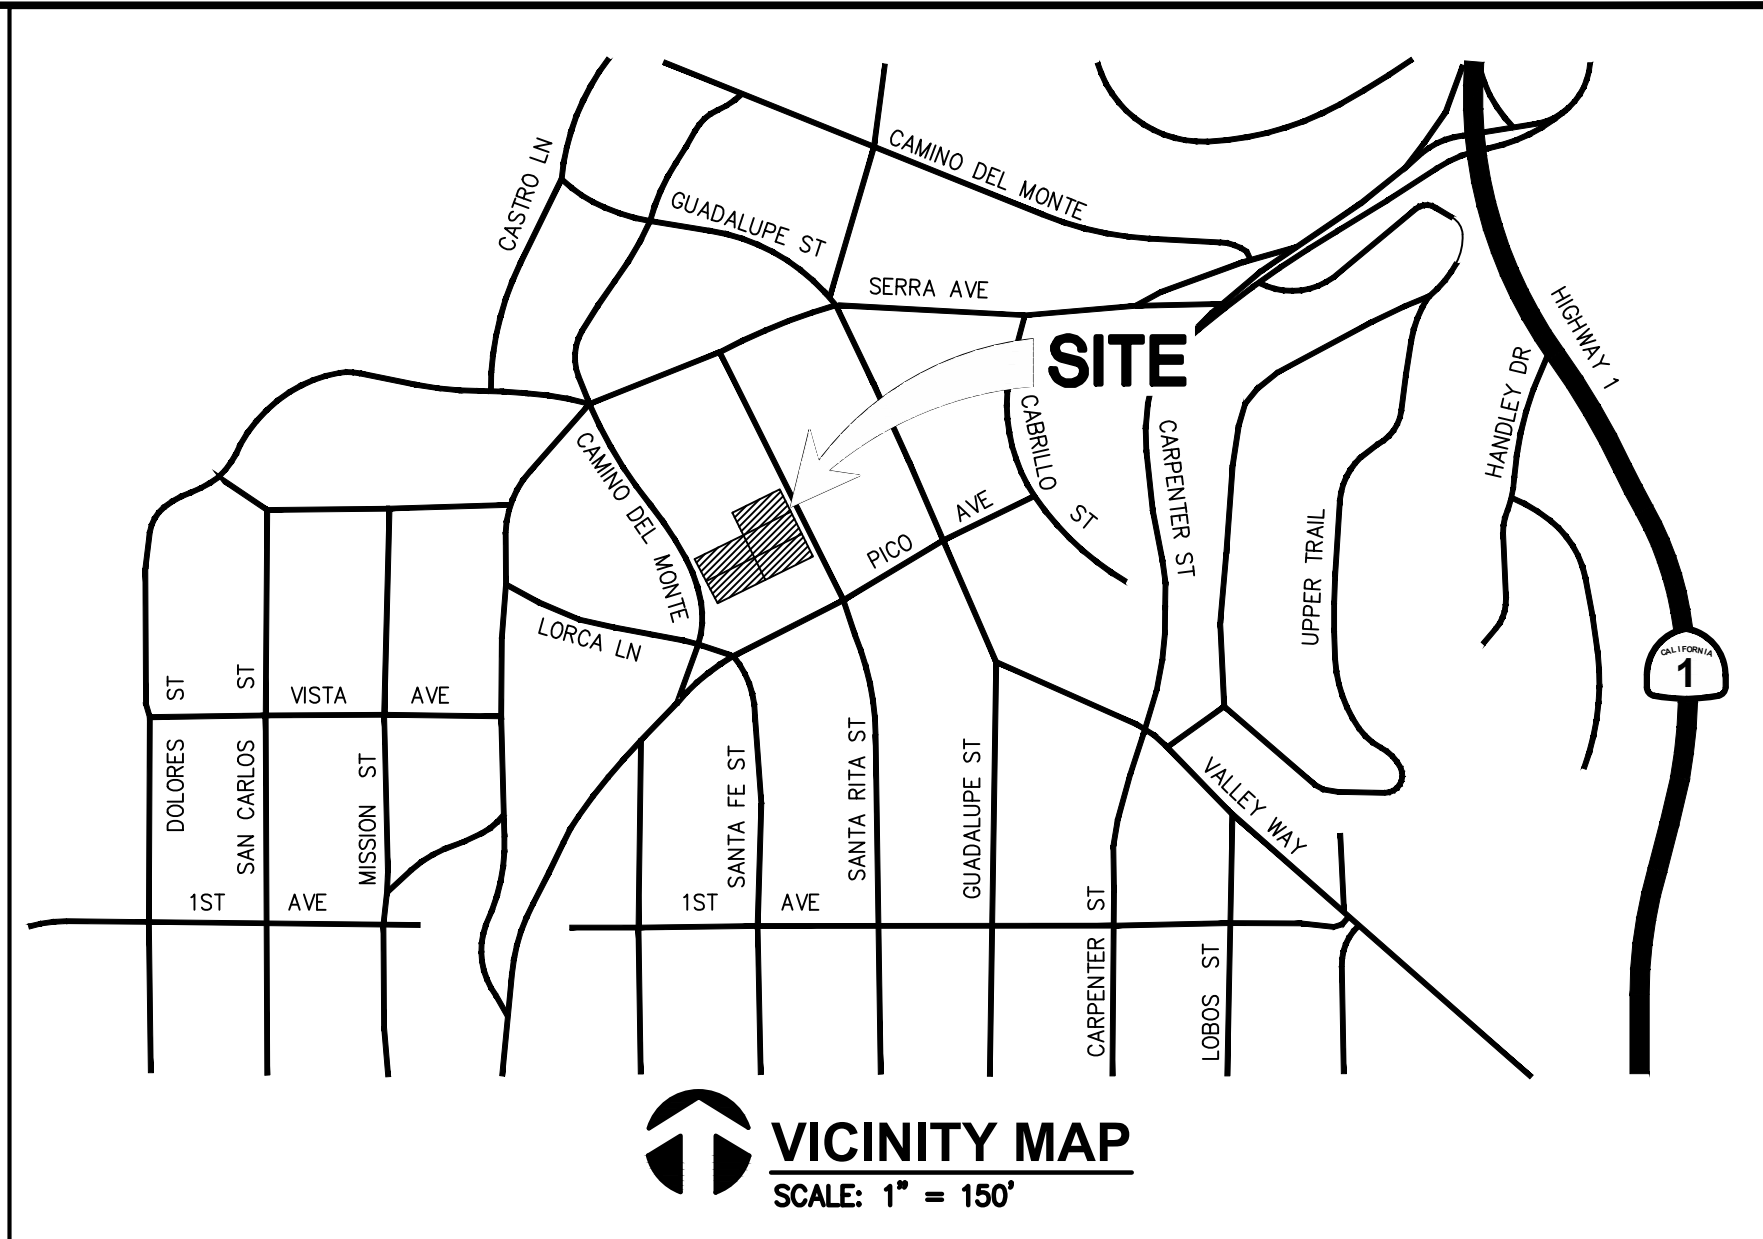 CASTRO LN
CAMINO DEL MONTE
GUADALUPE ST
SERRA AVE
SITE
HIGHWAY 1
HANDLEY DR
CABRILLO ST
CARPENTER ST
CAMINO DEL MONTE
PICO AVE
UPPER TRAIL
LORCA LN
CALIFORNIA
1
VISTA AVE
DOLORES ST
SAN CARLOS ST
MISSION ST
SANTA FE ST
SANTA RITA ST
GUADALUPE ST
VALLEY WAY
1ST AVE
1ST AVE
CARPENTER ST
LOBOS ST
VICINITY MAP
SCALE: 1" = 150'